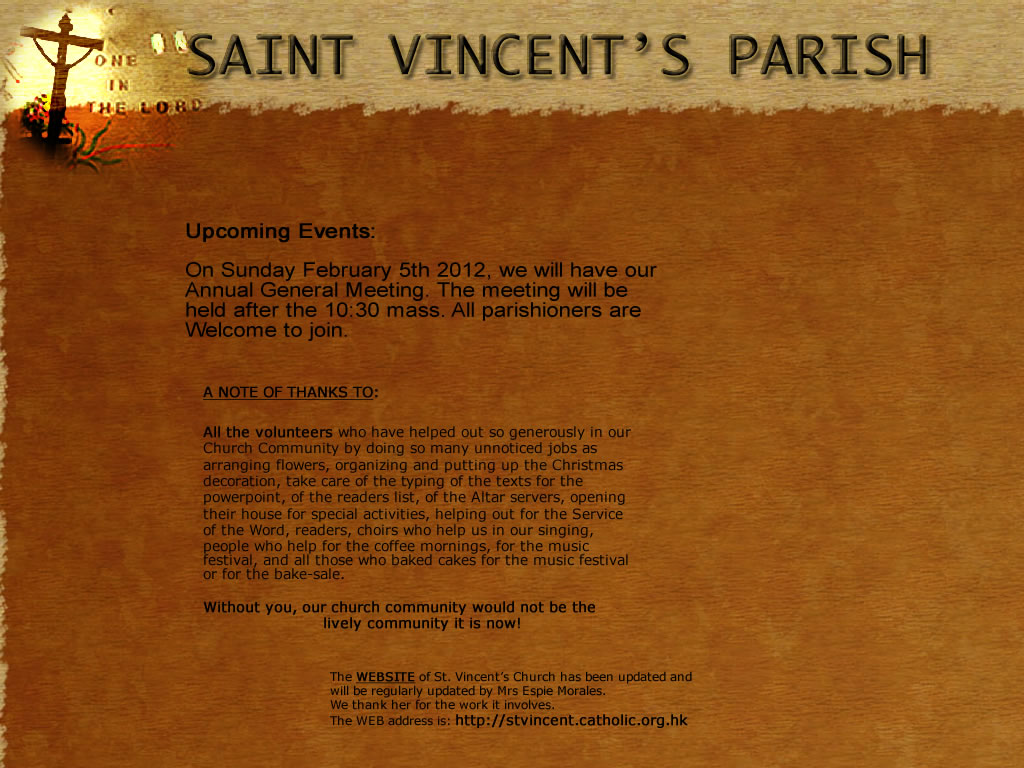 ONE
IN
THE LORD
SAINT VINCENT'S PARISH
Upcoming Events:
On Sunday February 5th 2012, we will have our
Annual General Meeting. The meeting will be
held after the 10:30 mass. All parishioners are
Welcome to join.
A NOTE OF THANKS TO:
All the volunteers who have helped out so generously in our
Church Community by doing so many unnoticed jobs as
arranging flowers, organizing and putting up the Christmas
decoration, take care of the typing of the texts for the
powerpoint, of the readers list, of the Altar servers, opening
their house for special activities, helping out for the Service
of the Word, readers, choirs who help us in our singing,
people who help for the coffee mornings, for the music
festival, and all those who baked cakes for the music festival
or for the bake-sale.
Without you, our church community would not be the
lively community it is now!
The WEBSITE of St. Vincent's Church has been updated and
will be regularly updated by Mrs Espie Morales.
We thank her for the work it involves.
The WEB address is: http://stvincent.catholic.org.hk